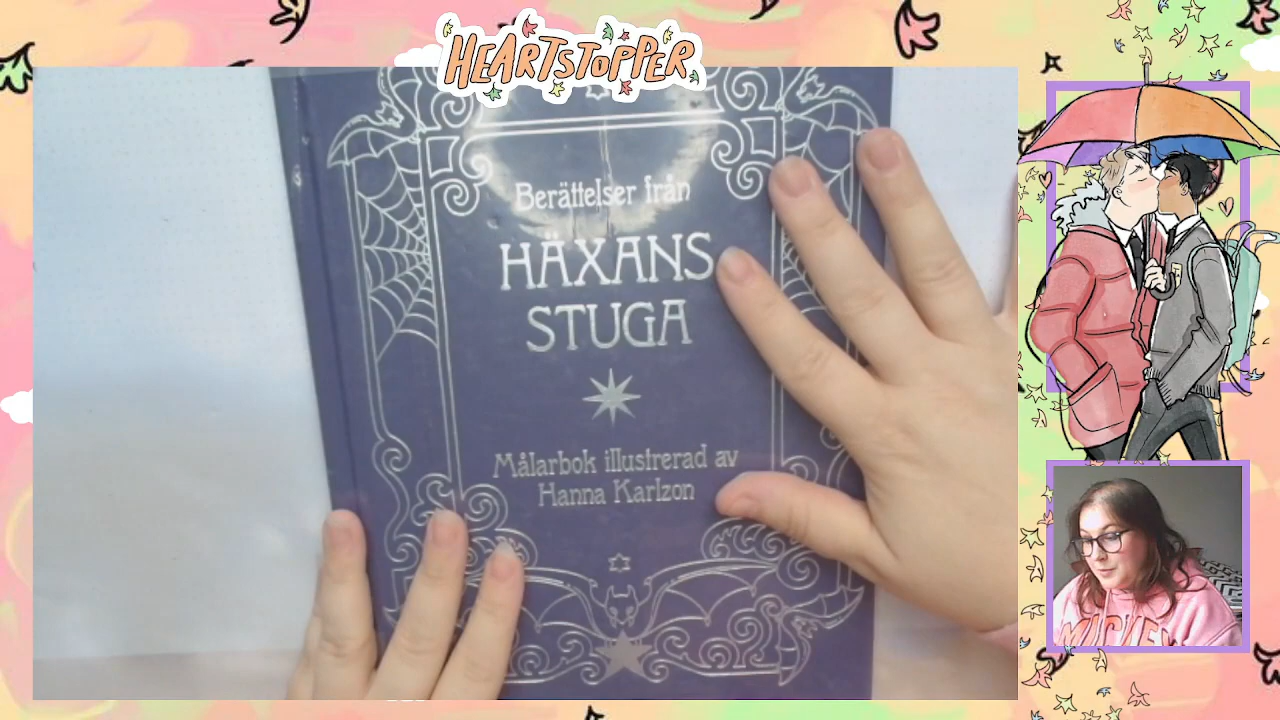 HEARTSTOPPER
Berättelser från
HÄXANS
STUGA
Målarbok illustrerad av
Hanna Karlzon